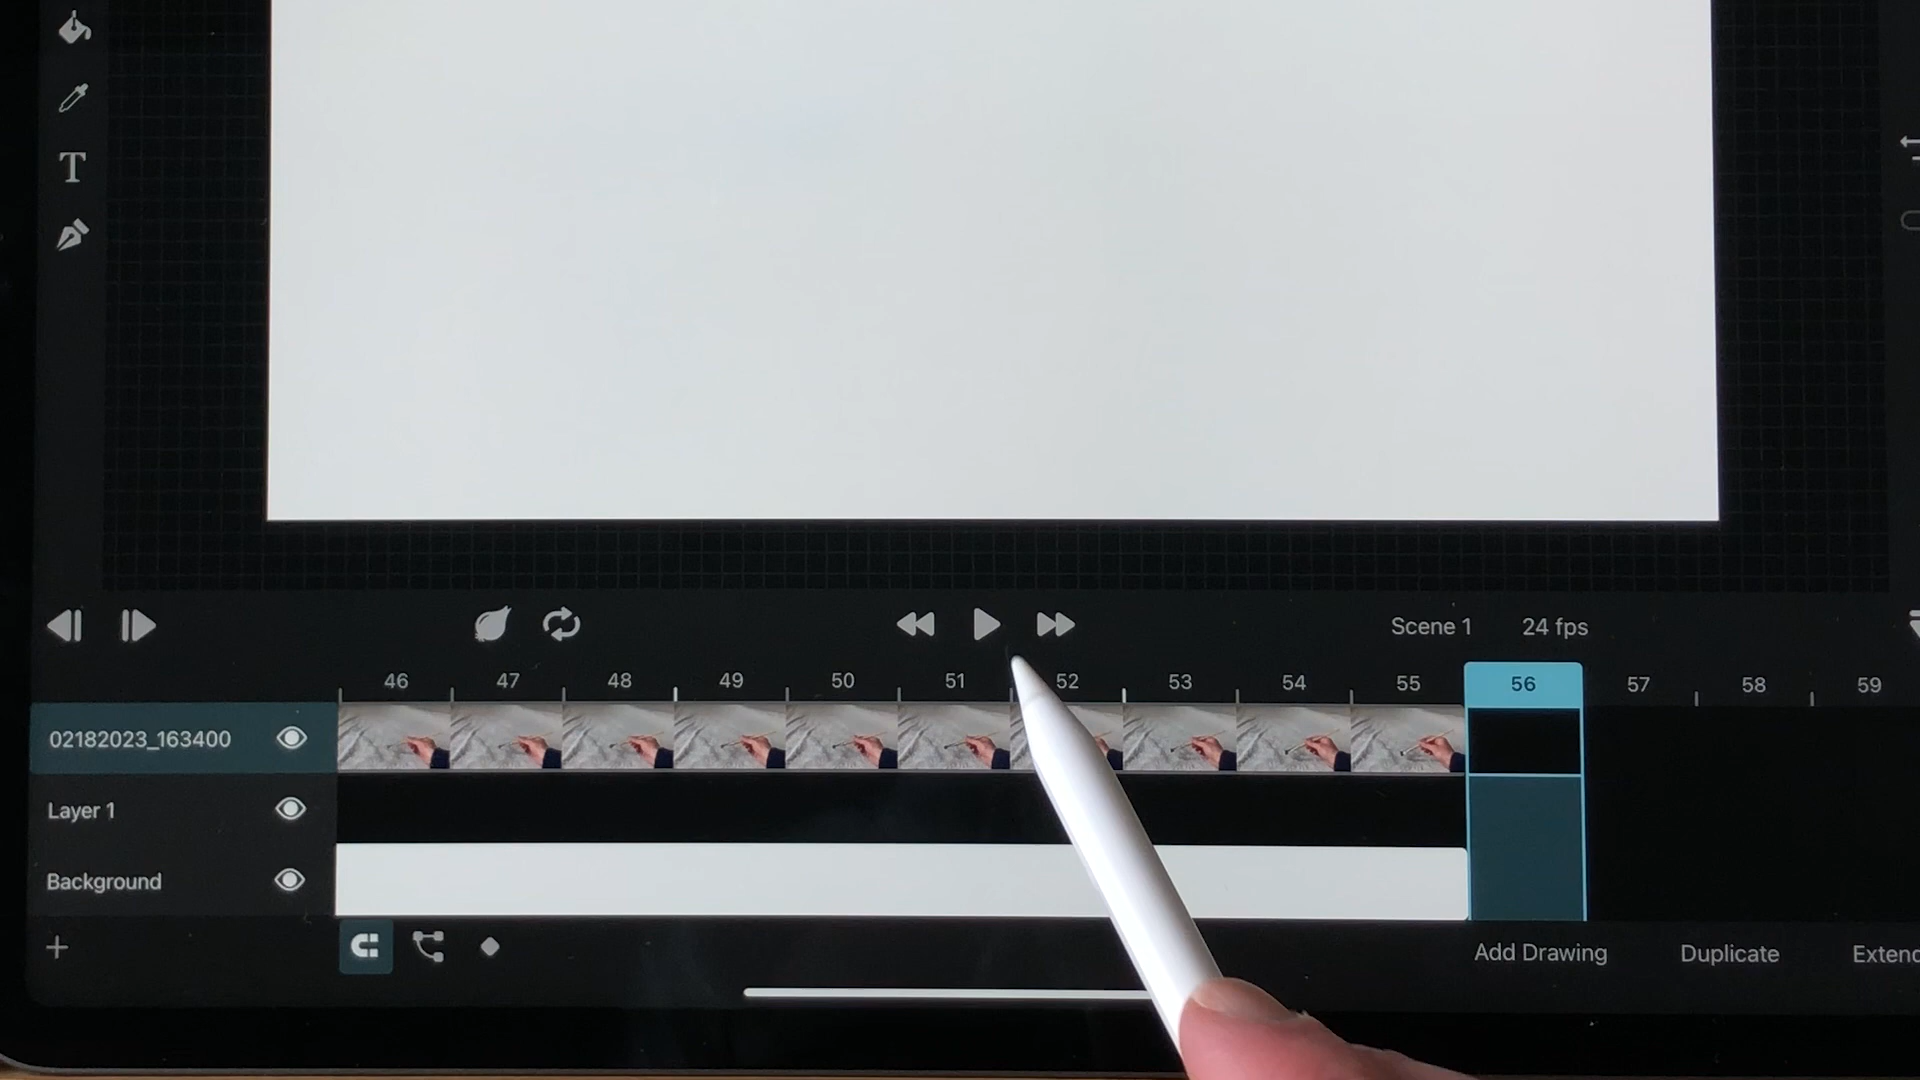 T
Scene 1 24 fps
46 47 48 49 50 51 52 53 54 55 56 57 58 59
02182023_163400
Layer 1
Background
Add Drawing Duplicate Extend